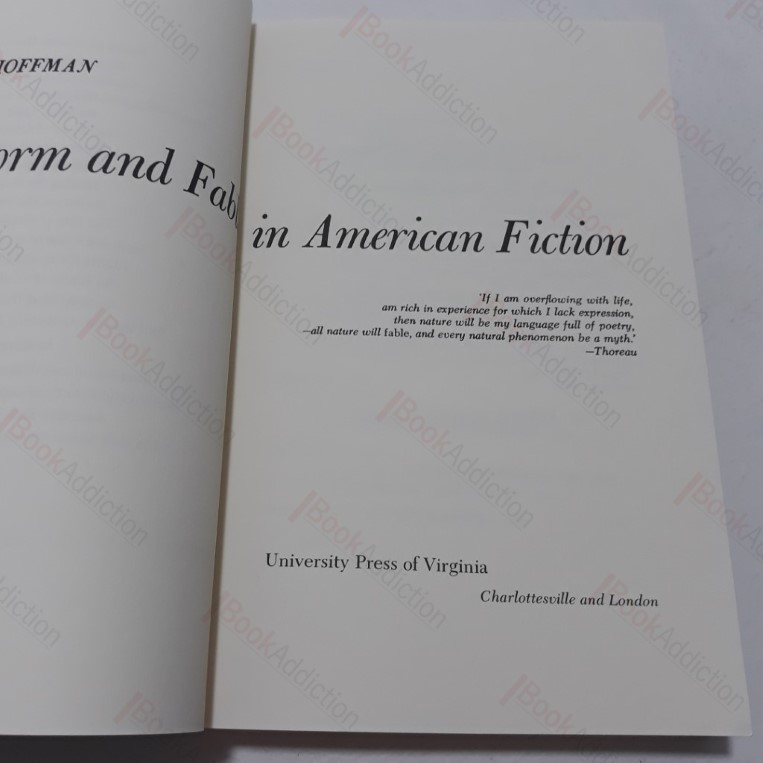 HOFFMAN
orm and Fab
in American Fiction
'If I am overflowing with life,
am rich in experience for which I lack expression,
then nature will be my language full of poetry,
—all nature will fable, and every natural phenomenon be a myth.'
—Thoreau
University Press of Virginia
Charlottesville and London
BookAddiction